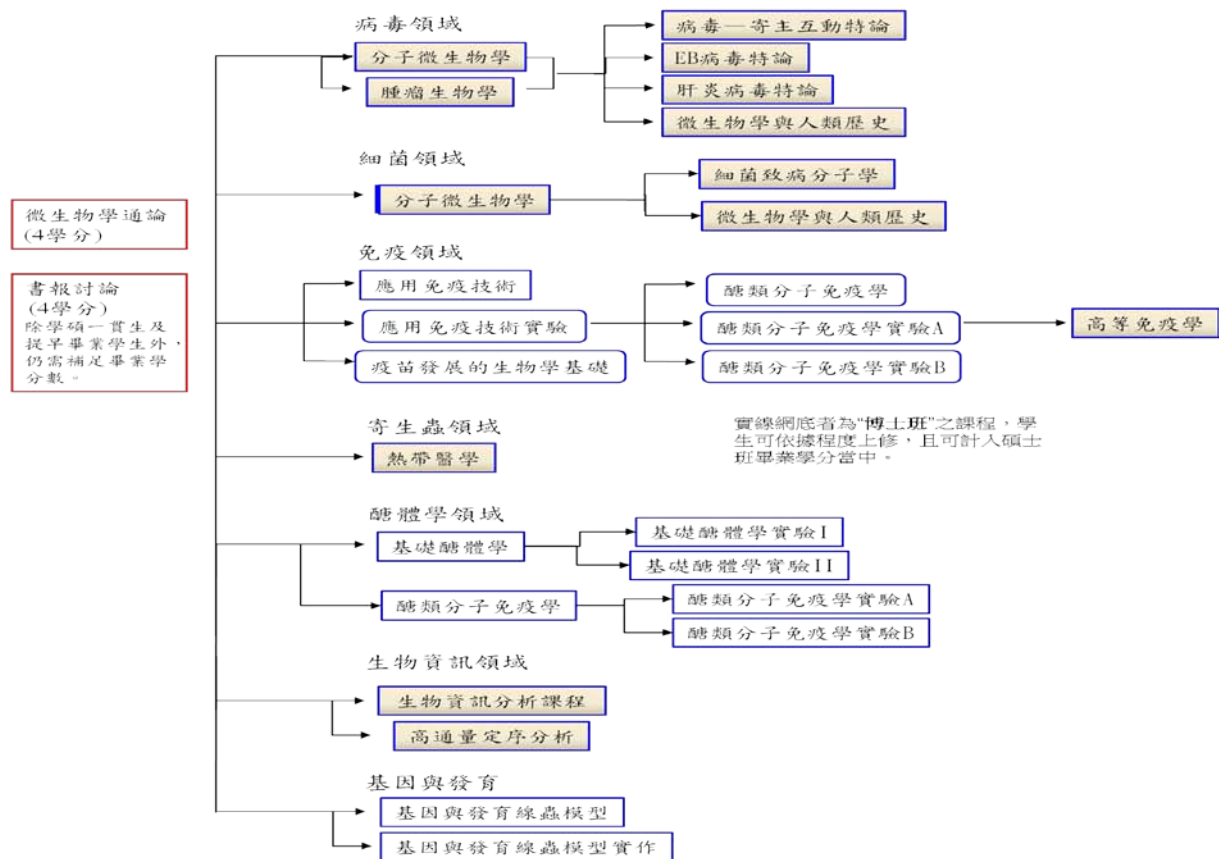 微生物學通論
(4學分)
書報討論
(4學分)
除學碩一貫生及
提早畢業學生外，
仍需補足畢業學
分數。
病毒領域
分子微生物學
腫瘤生物學
病毒—寄主互動特論
EB病毒特論
肝炎病毒特論
微生物學與人類歷史
細菌領域
分子微生物學
細菌致病分子學
微生物學與人類歷史
免疫領域
應用免疫技術
應用免疫技術實驗
疫苗發展的生物學基礎
醣類分子免疫學
醣類分子免疫學實驗A
醣類分子免疫學實驗B
高等免疫學
實線網底者為“博士班”之課程，學
生可依據程度上修，且可計入碩士
班畢業學分當中。
寄生蟲領域
熱帶醫學
醣體學領域
基礎醣體學
基礎醣體學實驗I
基礎醣體學實驗II
醣類分子免疫學
醣類分子免疫學實驗A
醣類分子免疫學實驗B
生物資訊領域
生物資訊分析課程
高通量定序分析
基因與發育
基因與發育線蟲模型
基因與發育線蟲模型實作